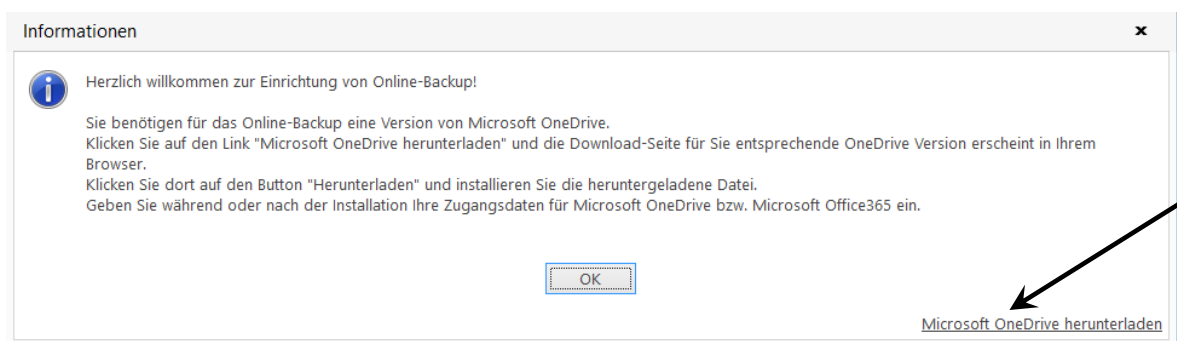 Informationen
Herzlich willkommen zur Einrichtung von Online-Backup!
Sie benötigen für das Online-Backup eine Version von Microsoft OneDrive.
Klicken Sie auf den Link "Microsoft OneDrive herunterladen" und die Download-Seite für Sie entsprechende OneDrive Version erscheint in Ihrem
Browser.
Klicken Sie dort auf den Button "Herunterladen" und installieren Sie die heruntergeladene Datei.
Geben Sie während oder nach der Installation Ihre Zugangsdaten für Microsoft OneDrive bzw. Microsoft Office365 ein.
OK
Microsoft OneDrive herunterladen